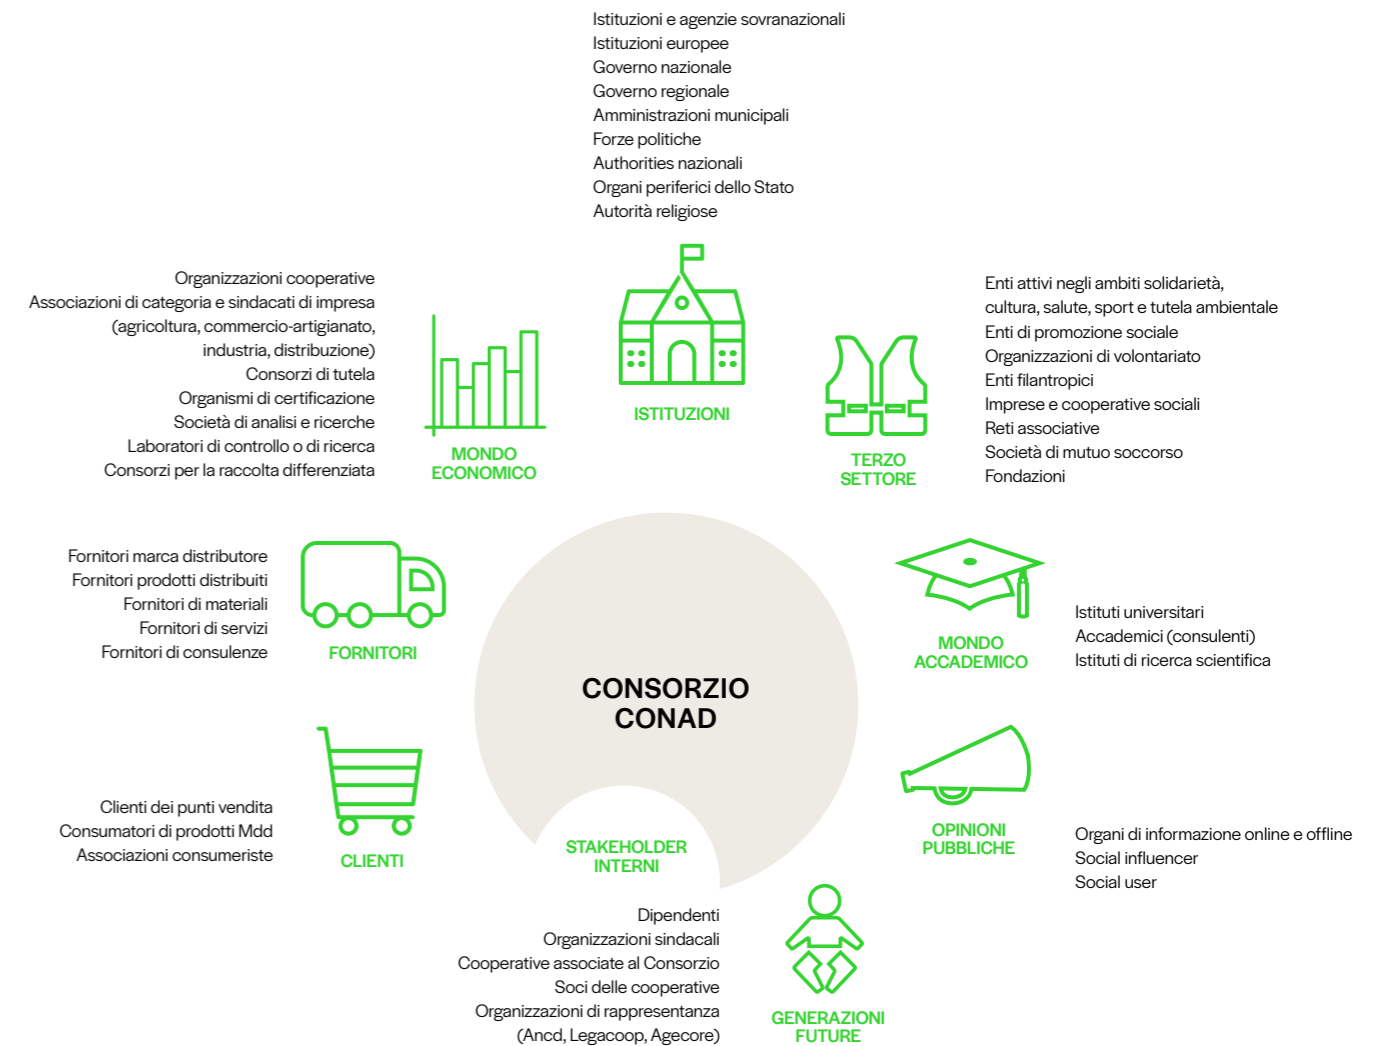 Istituzioni e agenzie sovranazionali
Istituzioni europee
Governo nazionale
Governo regionale
Amministrazioni municipali
Forze politiche
Authorities nazionali
Organi periferici dello Stato
Autorità religiose
ISTITUZIONI
Organizzazioni cooperative
Associazioni di categoria e sindacati di impresa
(agricoltura, commercio-artigianato,
industria, distribuzione)
Consorzi di tutela
Organismi di certificazione
Società di analisi e ricerche
Laboratori di controllo o di ricerca
Consorzi per la raccolta differenziata
MONDO
ECONOMICO
Enti attivi negli ambiti solidarietà,
cultura, salute, sport e tutela ambientale
Enti di promozione sociale
Organizzazioni di volontariato
Enti filantropici
Imprese e cooperative sociali
Reti associative
Società di mutuo soccorso
Fondazioni
TERZO
SETTORE
Fornitori marca distributore
Fornitori prodotti distribuiti
Fornitori di materiali
Fornitori di servizi
Fornitori di consulenze
FORNITORI
MONDO
ACCADEMICO
Istituti universitari
Accademici (consulenti)
Istituti di ricerca scientifica
CONSORZIO
CONAD
Clienti dei punti vendita
Consumatori di prodotti Mdd
Associazioni consumeriste
CLIENTI
OPINIONI
PUBBLICHE
Organi di informazione online e offline
Social influencer
Social user
STAKEHOLDER
INTERNI
Dipendenti
Organizzazioni sindacali
Cooperative associate al Consorzio
Soci delle cooperative
Organizzazioni di rappresentanza
(Ancd, Legacoop, Agecore)
GENERAZIONI
FUTURE